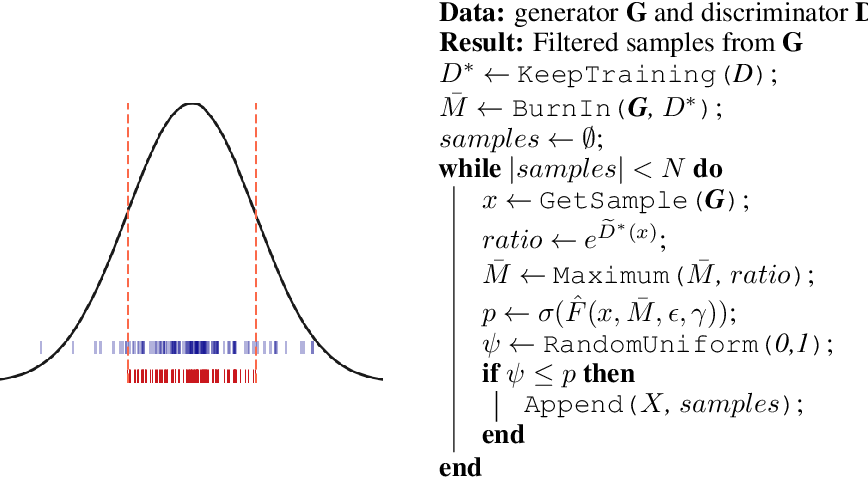 Data: generator G and discriminator D
Result: Filtered samples from G
D* ← KeepTraining(D);
M̄ ← BurnIn(G, D*);
samples ← ∅;
while |samples| < N do
x ← GetSample(G);
ratio ← e^{D̃*(x)};
M̄ ← Maximum(M̄, ratio);
p ← σ(F̂(x, M̄, ϵ, γ));
ψ ← RandomUniform(0,1);
if ψ ≤ p then
Append(X, samples);
end
end